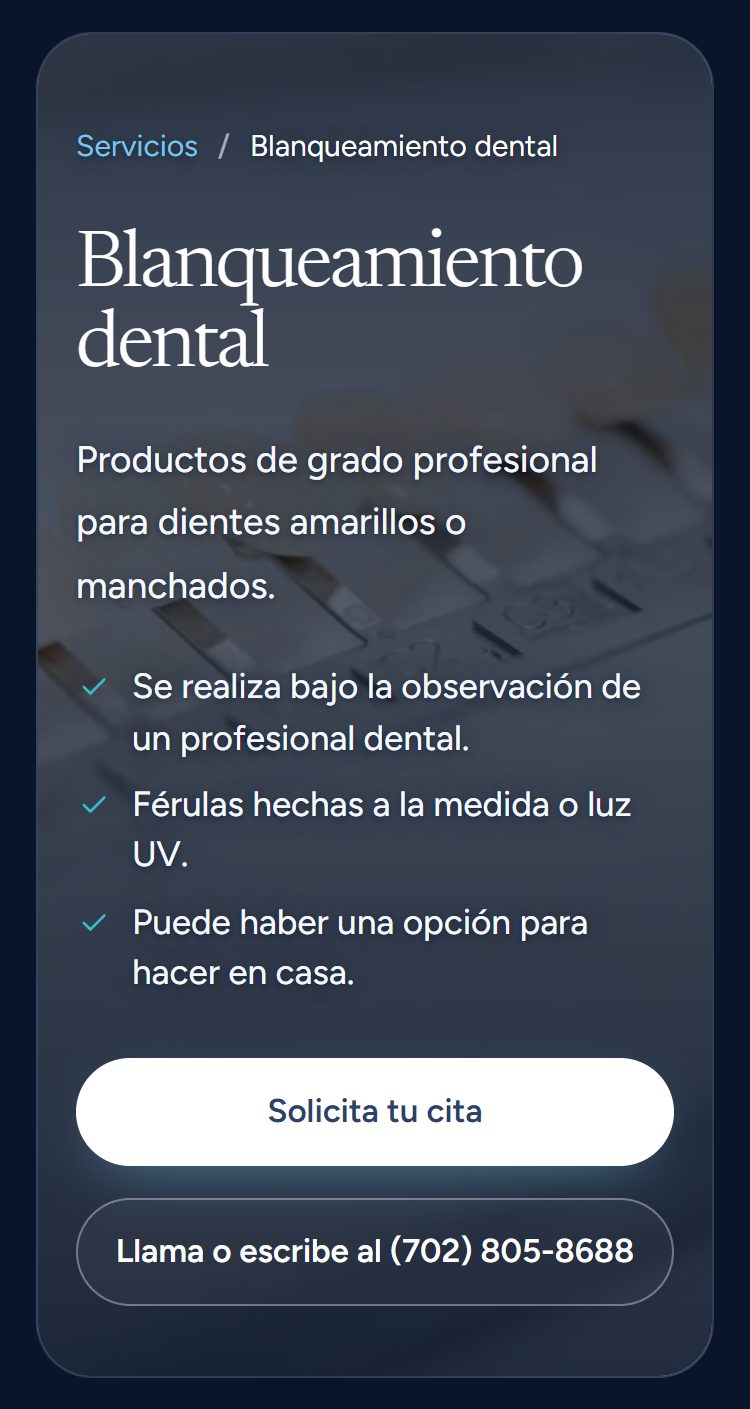 Servicios / Blanqueamiento dental
Blanqueamiento
dental
Productos de grado profesional
para dientes amarillos o
manchados.
Se realiza bajo la observación de
un profesional dental.
Férulas hechas a la medida o luz
UV.
Puede haber una opción para
hacer en casa.
Solicita tu cita
Llama o escribe al (702) 805-8688